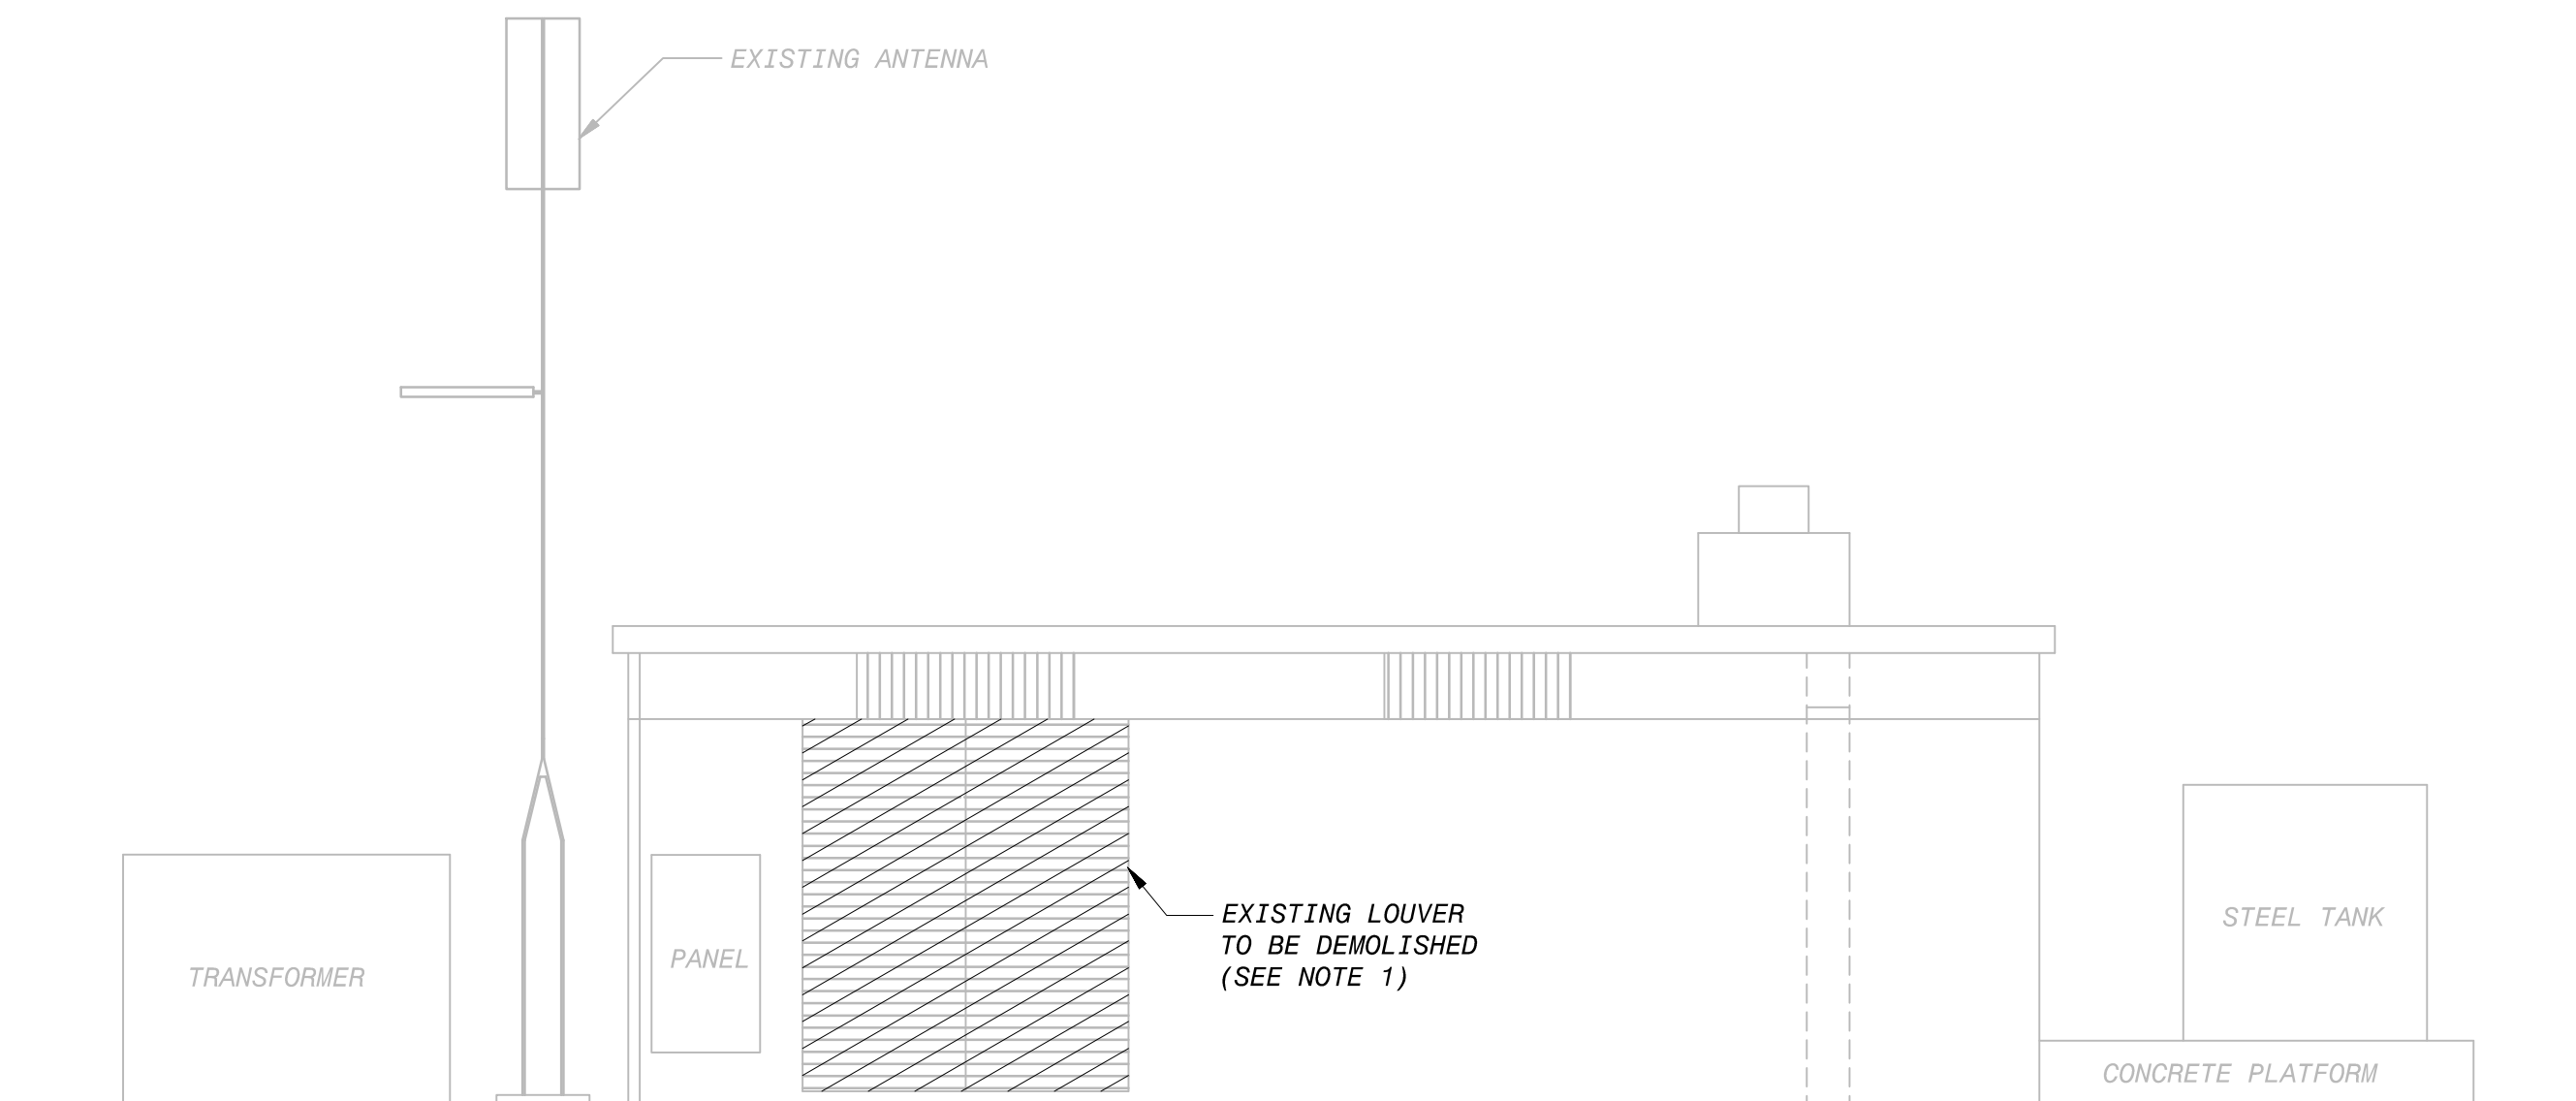 EXISTING ANTENNA
EXISTING LOUVER
TO BE DEMOLISHED
(SEE NOTE 1)
PANEL
TRANSFORMER
STEEL TANK
CONCRETE PLATFORM